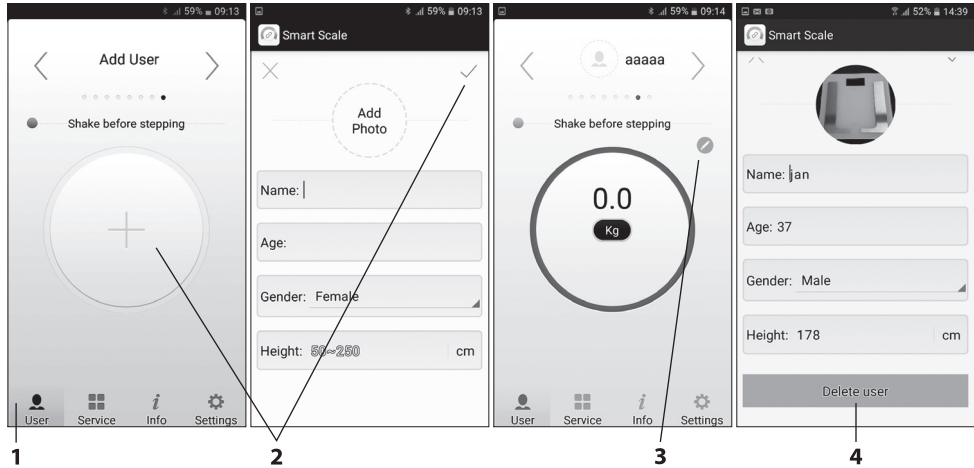 59% 09:13
Add User
Shake before stepping
User Service Info Settings
59% 09:13
Smart Scale
Add
Photo
Name:
Age:
Gender: Female
Height: 50~250 cm
59% 09:14
aaaaa
Shake before stepping
0.0
Kg
User Service Info Settings
52% 14:39
Smart Scale
Name: jan
Age: 37
Gender: Male
Height: 178 cm
Delete user
1 2 3 4